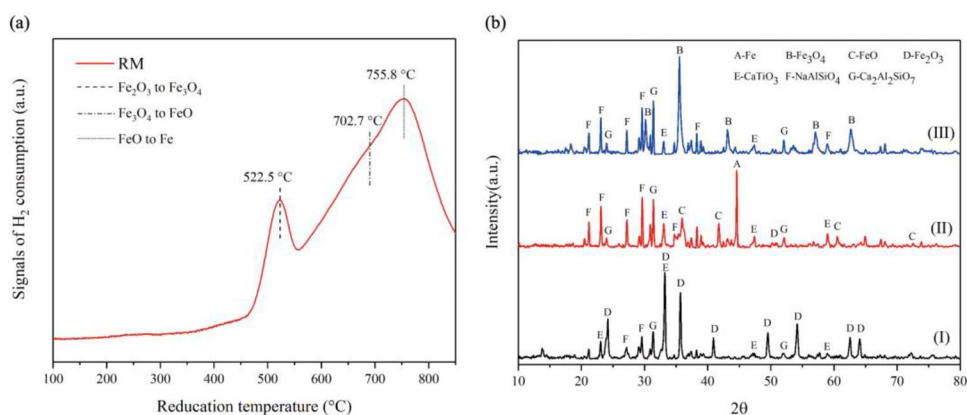 (a)
RM
Fe₂O₃ to Fe₃O₄
Fe₃O₄ to FeO
FeO to Fe
755.8 °C
702.7 °C
522.5 °C
Signals of H₂ consumption (a.u.)
100 200 300 400 500 600 700 800
Reducation temperature (°C)
(b)
A-Fe B-Fe₃O₄ C-FeO D-Fe₂O₃
E-CaTiO₃ F-NaAlSiO₄ G-Ca₂Al₂SiO₇
F F G F F B G E B F B G E B F B (III)
F F G F F G E F C C A E D G E C C (II)
E D F F G D E D D E D G D E D D D (I)
Intensity(a.u.)
10 20 30 40 50 60 70 80
2θ